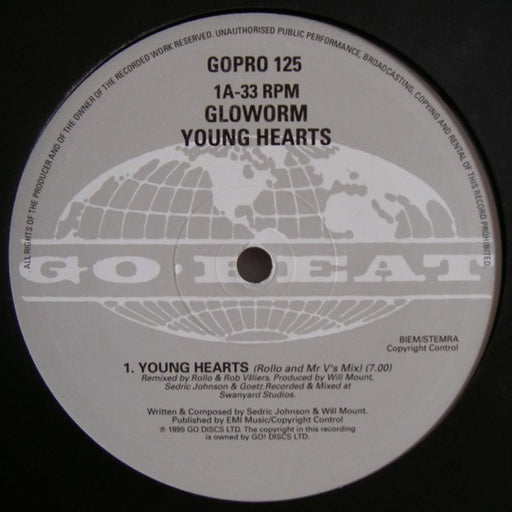 ALL RIGHTS OF THE PRODUCER AND OF THE OWNER OF THE RECORDED WORK RESERVED. UNAUTHORISED PUBLIC PERFORMANCE, BROADCASTING, COPYING AND RENTAL OF THIS RECORD PROHIBITED.
GOPRO 125
1A-33 RPM
GLOWORM
YOUNG HEARTS
GO·BEAT
BIEM/STEMRA
Copyright Control
1. YOUNG HEARTS (Rollo and Mr V's Mix) (7.00)
Remixed by Rollo & Rob Villiers. Produced by Will Mount,
Sedric Johnson & Goetz Recorded & Mixed at
Swanyard Studios.
Written & Composed by Sedric Johnson & Will Mount.
Published by EMI Music/Copyright Control
℗ 1995 GO DISCS LTD. The copyright in this recording
is owned by GO! DISCS LTD.